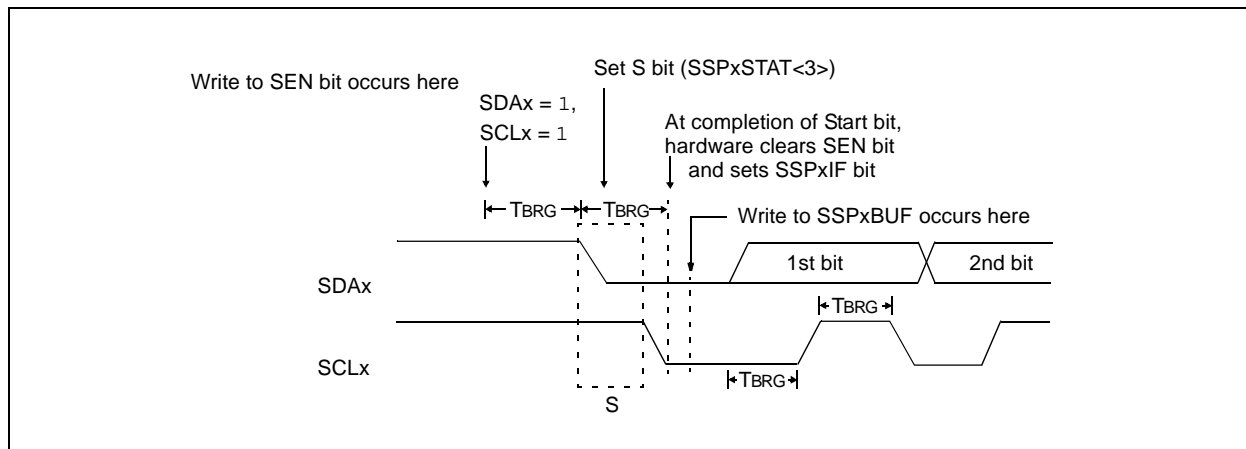 Write to SEN bit occurs here
Set S bit (SSPxSTAT<3>)
SDAx = 1,
SCLx = 1
At completion of Start bit,
hardware clears SEN bit
and sets SSPxIF bit
TBRG
TBRG
Write to SSPxBUF occurs here
SDAx
1st bit
2nd bit
TBRG
SCLx
TBRG
S